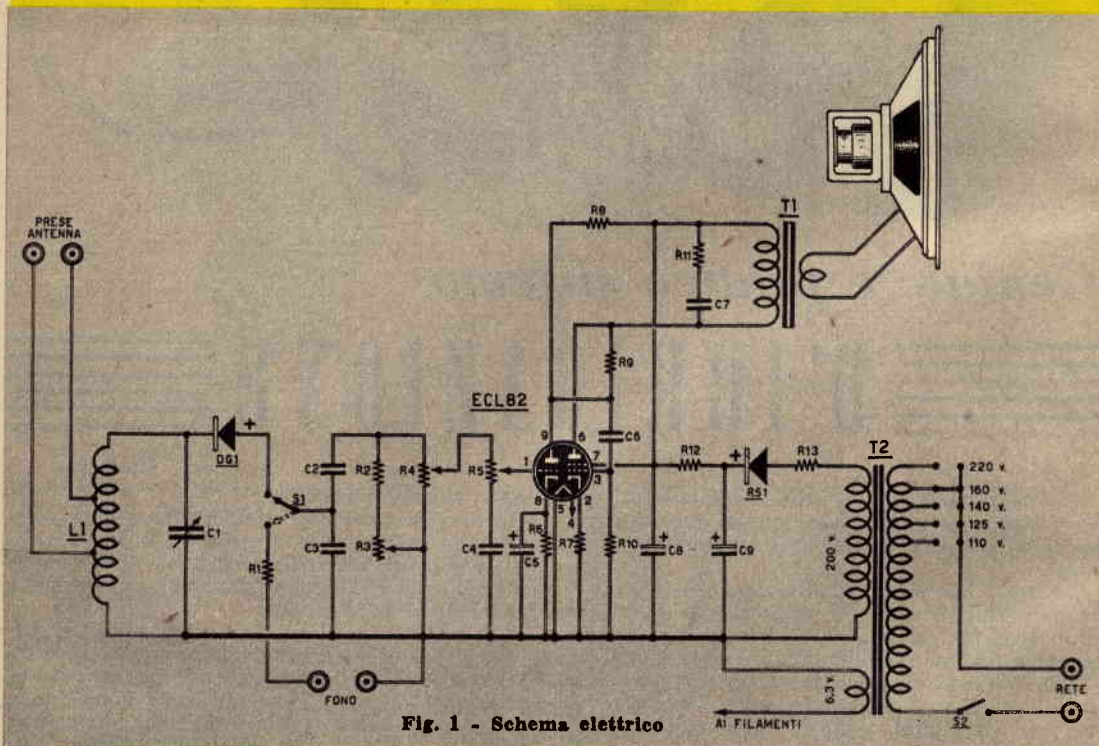 PRESE
ANTENNA
L1
C1
DG1
+
S1
R1
FONO
C2
C3
R2
R3
R4
R5
C4
ECL82
1
9
6
7
3
8
5
4
2
R6
C5
+
R7
R8
R9
C6
R10
R11
C7
T1
C8
+
R12
C9
+
+
RS1
R13
T2
200 v.
6,3 v.
220 v.
160 v.
140 v.
125 v.
110 v.
RETE
S2
AI FILAMENTI
Fig. 1 - Schema elettrico